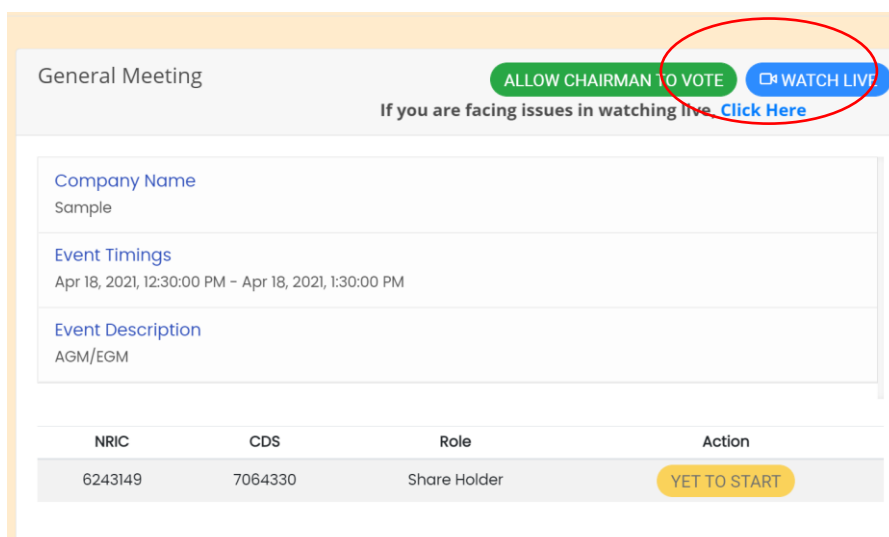 General Meeting ALLOW CHAIRMAN TO VOTE WATCH LIVE
If you are facing issues in watching live, Click Here
Company Name
Sample
Event Timings
Apr 18, 2021, 12:30:00 PM - Apr 18, 2021, 1:30:00 PM
Event Description
AGM/EGM
NRIC CDS Role Action
6243149 7064330 Share Holder YET TO START